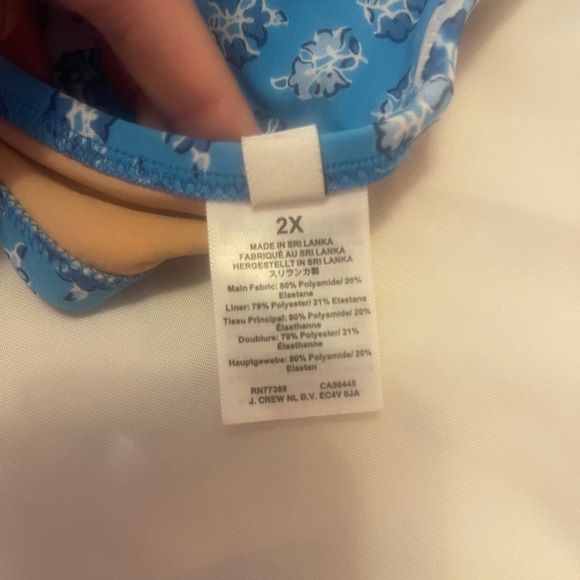 2X
MADE IN SRI LANKA
FABRIQUÉ AU SRI LANKA
HERGESTELLT IN SRI LANKA
スリランカ製
Main Fabric: 80% Polyamide/ 20%
Elastane
Liner: 79% Polyester/ 21% Elastane
Tissu Principal: 80% Polyamide/ 20%
Élasthanne
Doublure: 79% Polyester/ 21%
Élasthanne
Hauptgewebe: 80% Polyamide/ 20%
Elastan
RN77388 CA56445
J. CREW NL B.V. EC4V 6JA